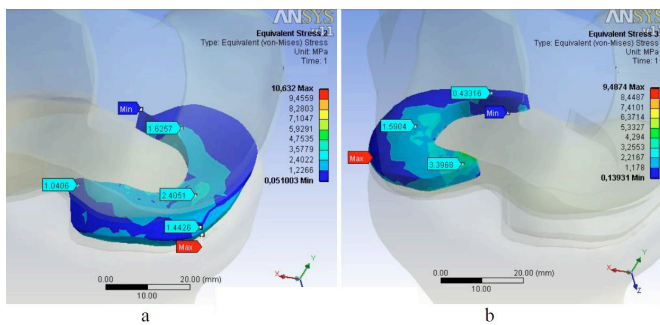 ANSYS
v11
Equivalent Stress 2
Type: Equivalent (von-Mises) Stress
Unit: MPa
Time: 1
10,632 Max
9,4559
8,2803
7,1047
5,9291
4,7535
3,5779
2,4022
1,2266
0,051003 Min
Min
1.6257
1.0406
2.4051
1.4426
Max
0.00
20.00 (mm)
10.00
X
Y
a
ANSYS
v11
Equivalent Stress 3
Type: Equivalent (von-Mises) Stress
Unit: MPa
Time: 1
9,4874 Max
8,4487
7,4101
6,3714
5,3327
4,294
3,2553
2,2167
1,178
0,13931 Min
0.43316
Min
1.5904
Max
3.3968
0.00
20.00 (mm)
10.00
X
Y
Z
b